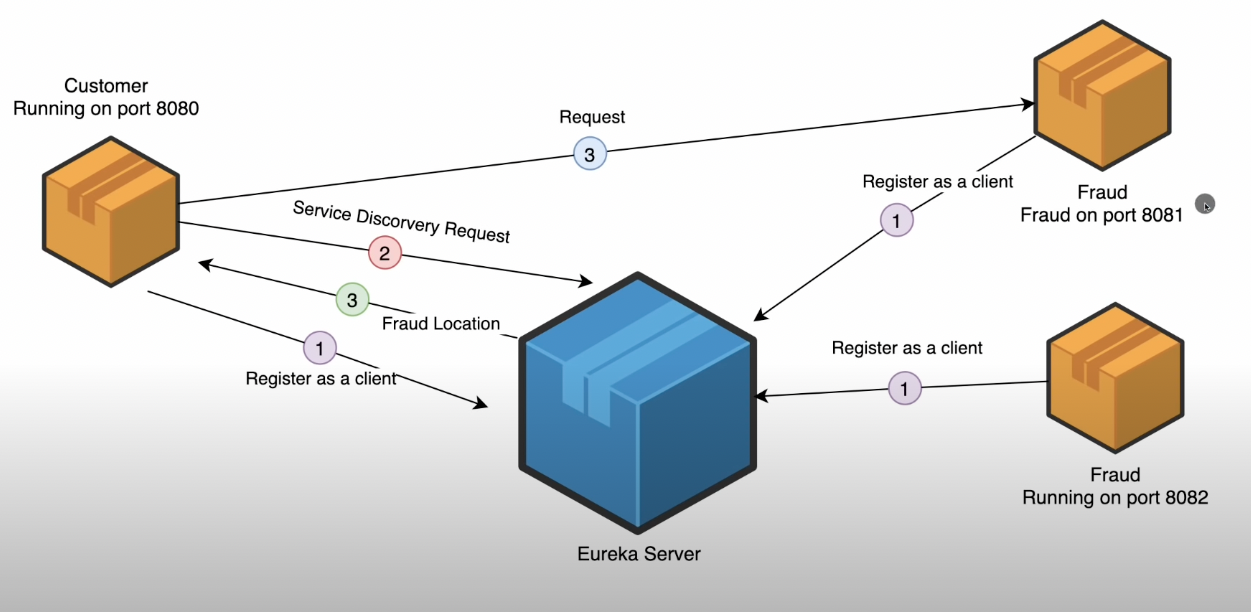 Customer
Running on port 8080
Request
3
Register as a client
1
Fraud
Fraud on port 8081
Service Discorvery Request
2
3
Fraud Location
1
Register as a client
Register as a client
1
Fraud
Running on port 8082
Eureka Server